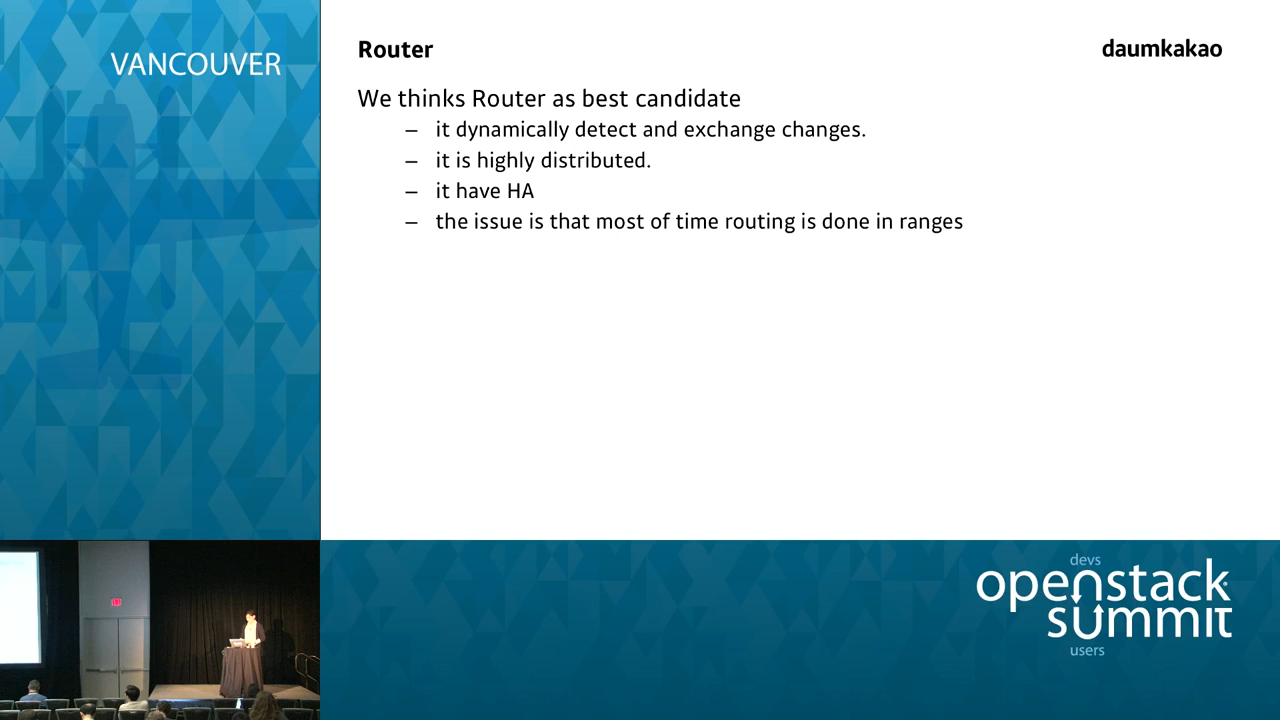 VANCOUVER
Router
daumkakao
We thinks Router as best candidate
– it dynamically detect and exchange changes.
– it is highly distributed.
– it have HA
– the issue is that most of time routing is done in ranges
devs
openstack
summit
users